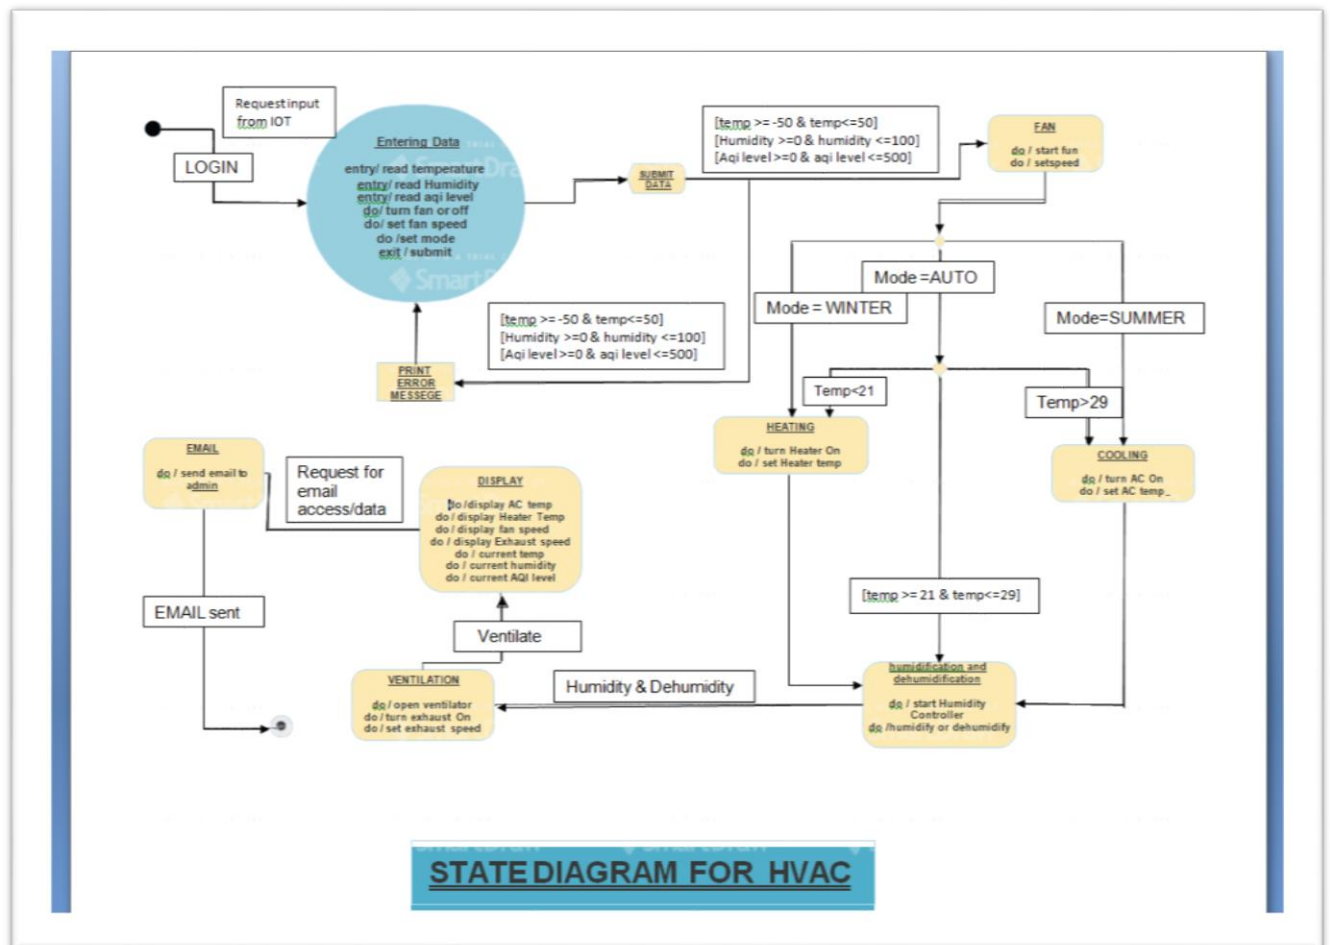 Request input
from IOT
LOGIN
Entering Data
entry/ read temperature
entry/ read Humidity
entry/ read aqi level
do/ turn fan or off
do/ set fan speed
do /set mode
exit / submit
SmartDraw
SmartD
SUBMIT
DATA
[temp >= -50 & temp<=50]
[Humidity >=0 & humidity <=100]
[Aqi level >=0 & aqi level <=500]
FAN
do / start fun
do / setspeed
Mode =AUTO
Mode = WINTER
Mode=SUMMER
[temp >= -50 & temp<=50]
[Humidity >=0 & humidity <=100]
[Aqi level >=0 & aqi level <=500]
PRINT
ERROR
MESSEGE
Temp<21
Temp>29
HEATING
do / turn Heater On
do / set Heater temp
COOLING
do / turn AC On
do / set AC temp_
EMAIL
do / send email to
admin
Request for
email
access/data
DISPLAY
do /display AC temp
do / display Heater Temp
do / display fan speed
do / display Exhaust speed
do / current temp
do / current humidity
do / current AQI level
[temp >= 21 & temp<=29]
EMAIL sent
Ventilate
VENTILATION
do / open ventilator
do / turn exhaust On
do / set exhaust speed
Humidity & Dehumidity
humidification and
dehumidification
do / start Humidity
Controller
do /humidify or dehumidify
STATE DIAGRAM FOR HVAC